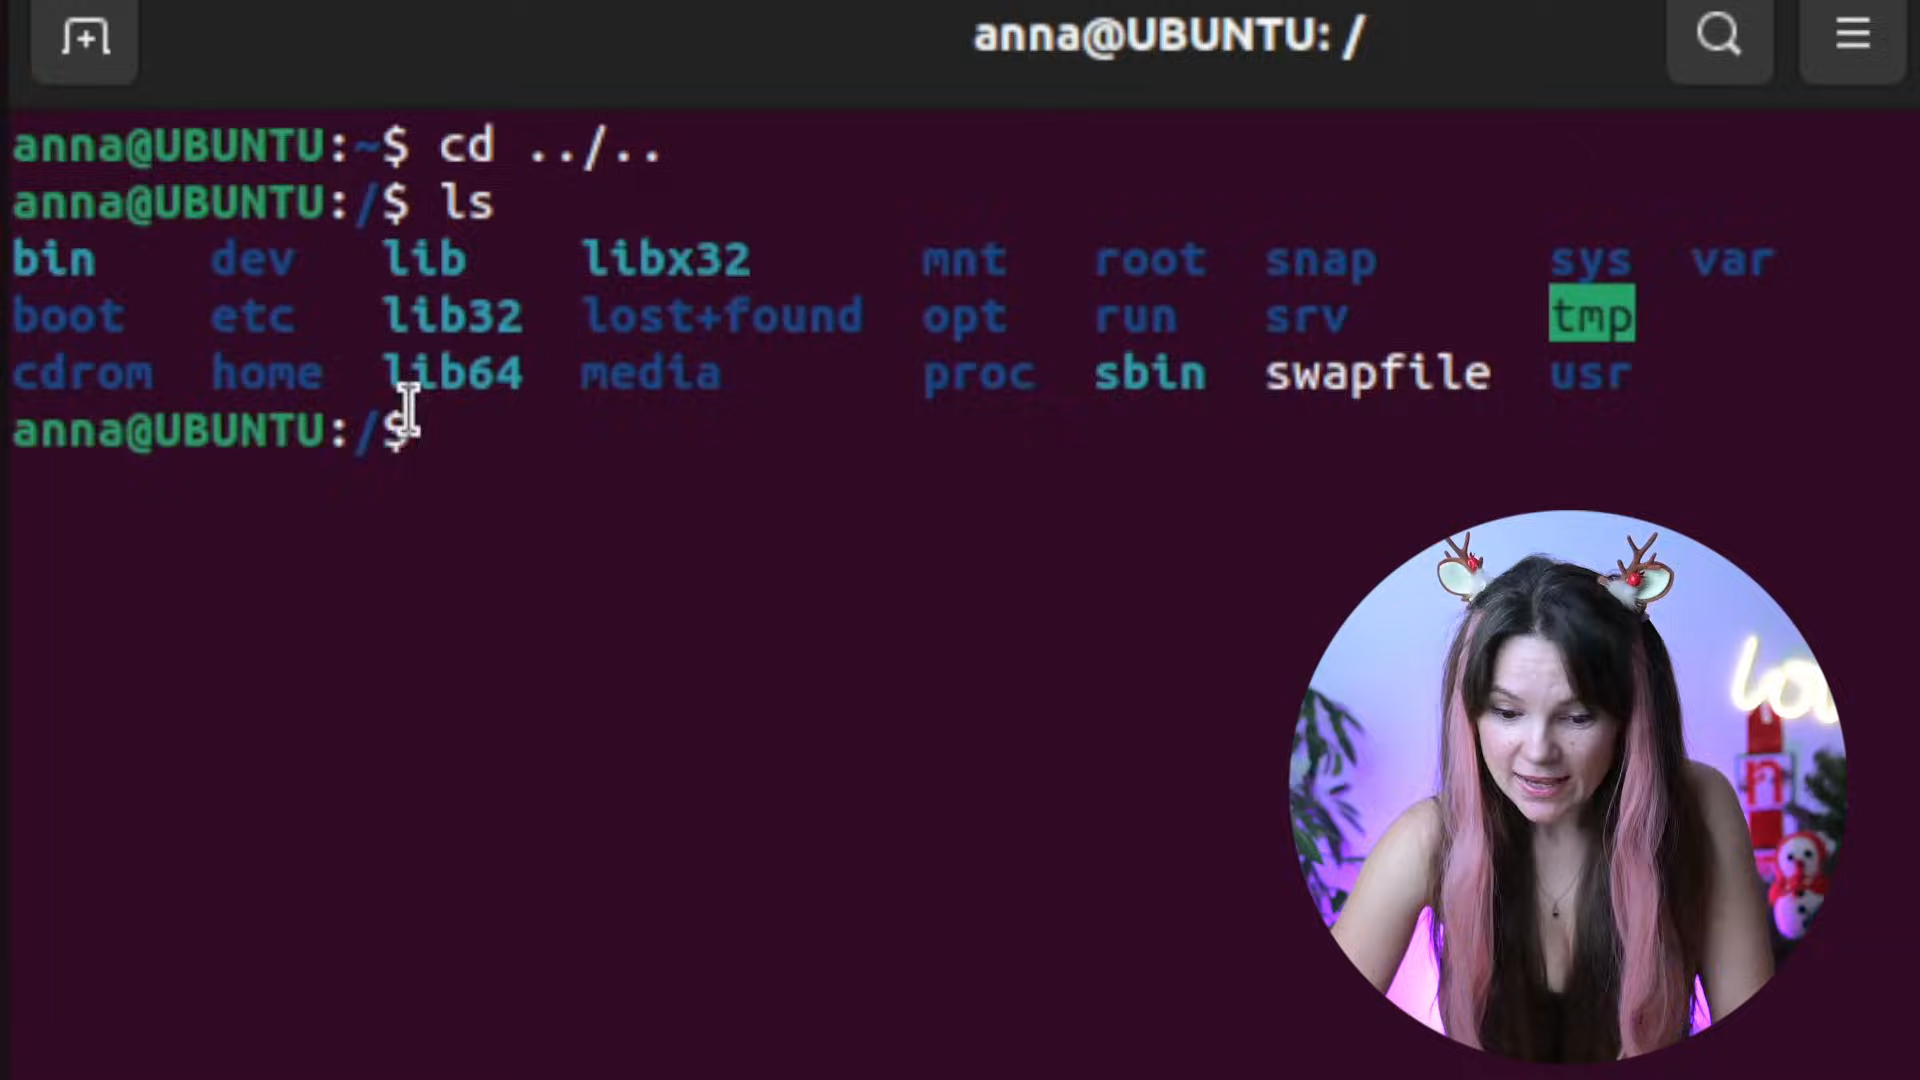 anna@UBUNTU: /
anna@UBUNTU:~$ cd ../..
anna@UBUNTU:/$ ls
bin dev lib libx32 mnt root snap sys var
boot etc lib32 lost+found opt run srv tmp
cdrom home lib64 media proc sbin swapfile usr
anna@UBUNTU:/$